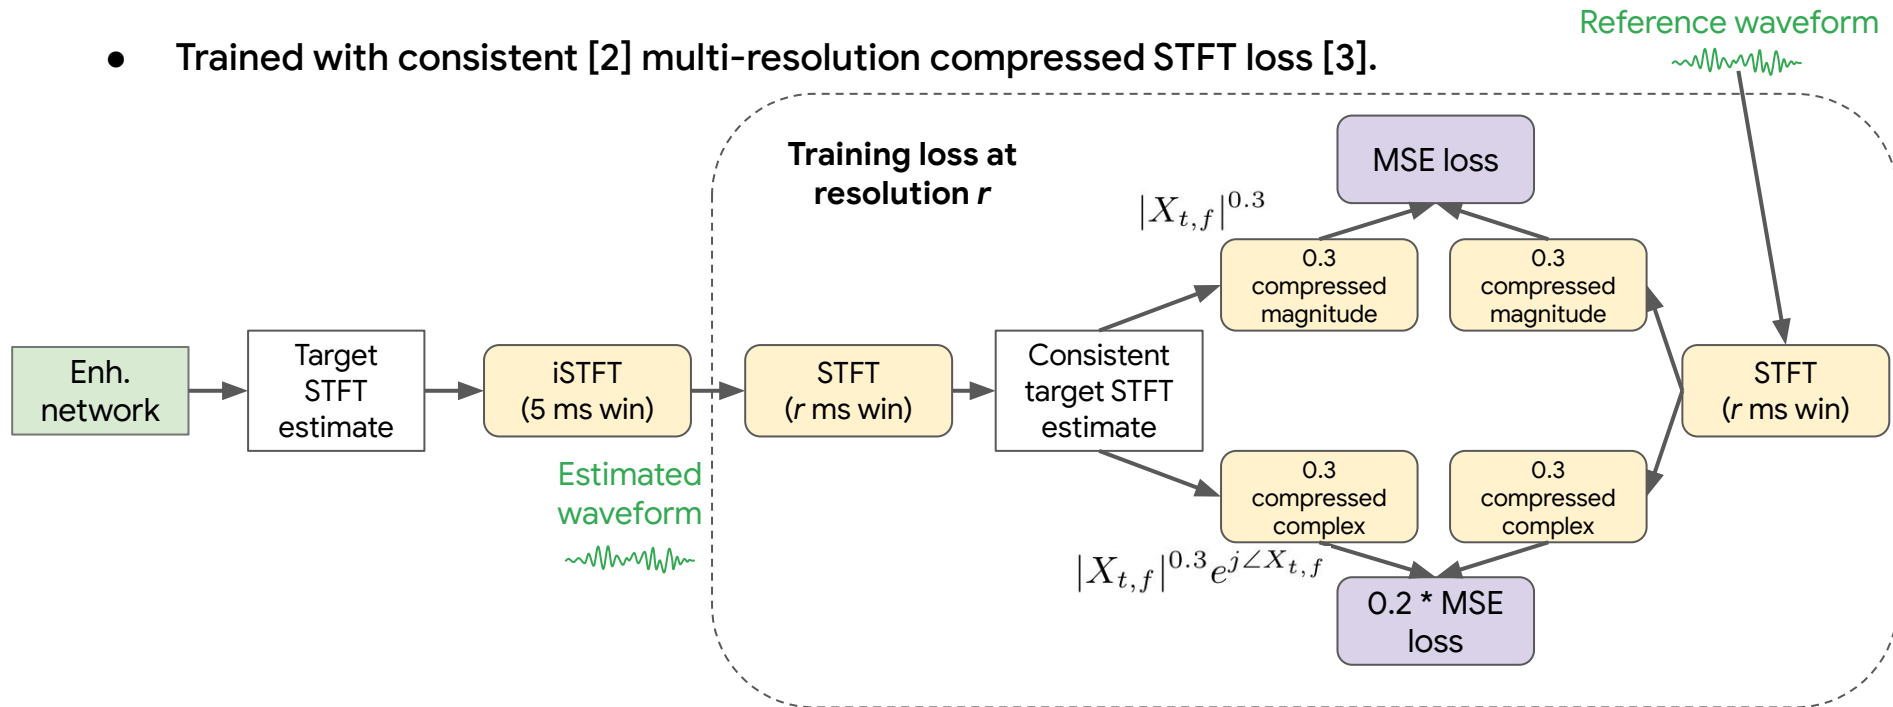 Reference waveform
● Trained with consistent [2] multi-resolution compressed STFT loss [3].
Training loss at
resolution r
MSE loss
|X_{t,f}|^{0.3}
0.3
compressed
magnitude
0.3
compressed
magnitude
Enh.
network
Target
STFT
estimate
iSTFT
(5 ms win)
STFT
(r ms win)
Consistent
target STFT
estimate
STFT
(r ms win)
Estimated
waveform
0.3
compressed
complex
0.3
compressed
complex
|X_{t,f}|^{0.3} e^{j∠X_{t,f}}
0.2 * MSE
loss